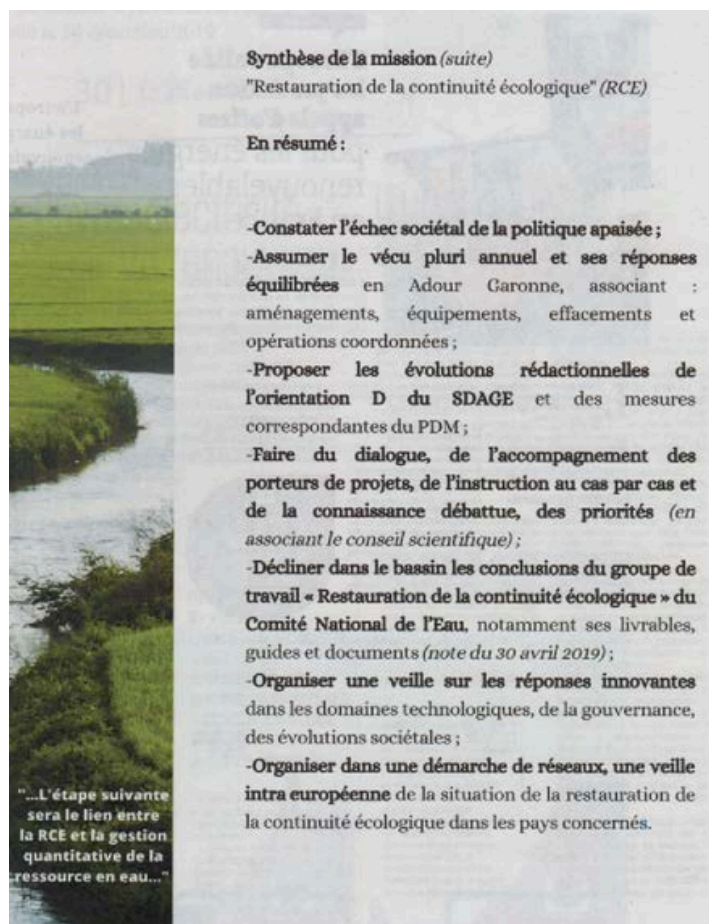 Synthèse de la mission (suite)
"Restauration de la continuité écologique" (RCE)
En résumé :
-Constater l'échec sociétal de la politique apaisée ;
-Assumer le vécu pluri annuel et ses réponses
équilibrées en Adour Garonne, associant :
aménagements, équipements, effacements et
opérations coordonnées ;
-Proposer les évolutions rédactionnelles de
l'orientation D du SDAGE et des mesures
correspondantes du PDM ;
-Faire du dialogue, de l'accompagnement des
porteurs de projets, de l'instruction au cas par cas et
de la connaissance débattue, des priorités (en
associant le conseil scientifique) ;
-Décliner dans le bassin les conclusions du groupe de
travail « Restauration de la continuité écologique » du
Comité National de l'Eau, notamment ses livrables,
guides et documents (note du 30 avril 2019) ;
-Organiser une veille sur les réponses innovantes
dans les domaines technologiques, de la gouvernance,
des évolutions sociétales ;
-Organiser dans une démarche de réseaux, une veille
intra européenne de la situation de la restauration de
la continuité écologique dans les pays concernés.
"...L'étape suivante
sera le lien entre
la RCE et la gestion
quantitative de la
ressource en eau..."